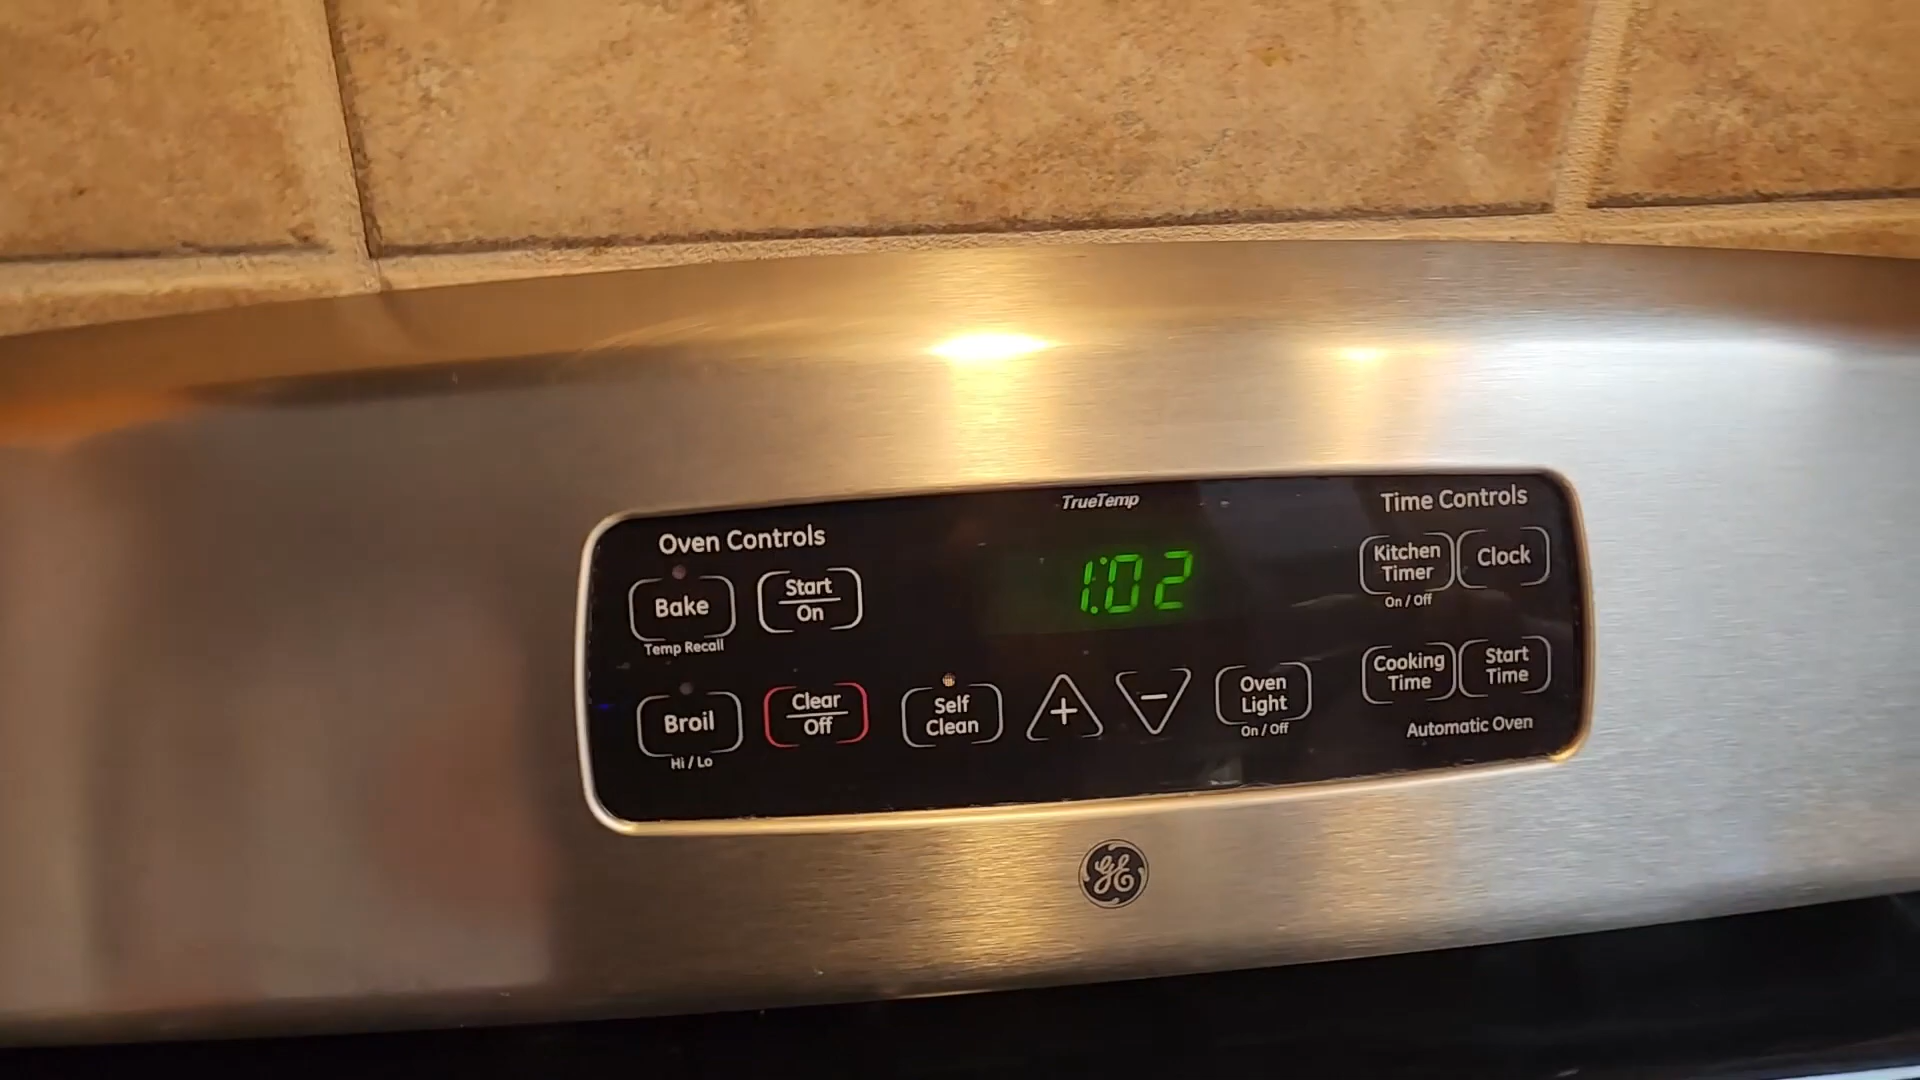 TrueTemp
Oven Controls
Time Controls
Bake
Temp Recall
Start
On
1:02
Kitchen
Timer
On / Off
Clock
Broil
Hi / Lo
Clear
Off
Self
Clean
+
−
Oven
Light
On / Off
Cooking
Time
Start
Time
Automatic Oven
GE